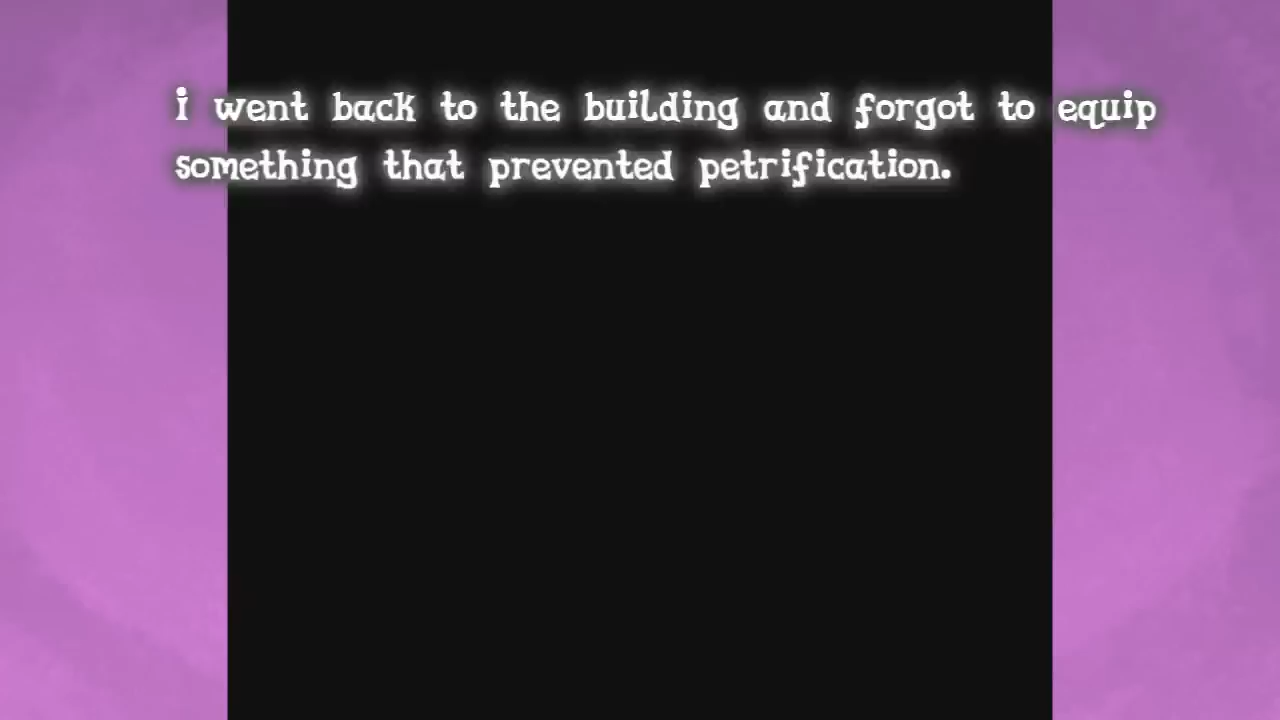 i went back to the building and forgot to equip
something that prevented petrification.